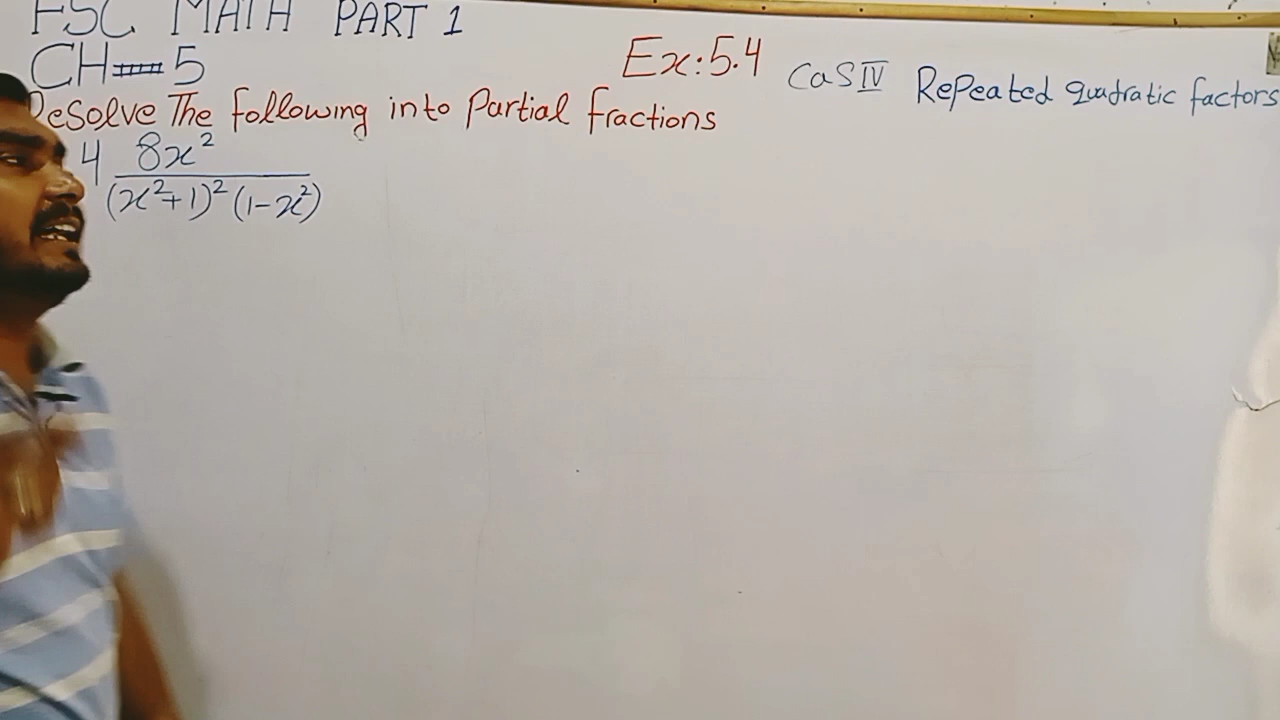 FSC MATH PART 1
CH 5
Ex:5.4
CaS IV Repeated quadratic factors
Resolve The following into Partial fractions
4 8x²
(x²+1)² (1-x²)